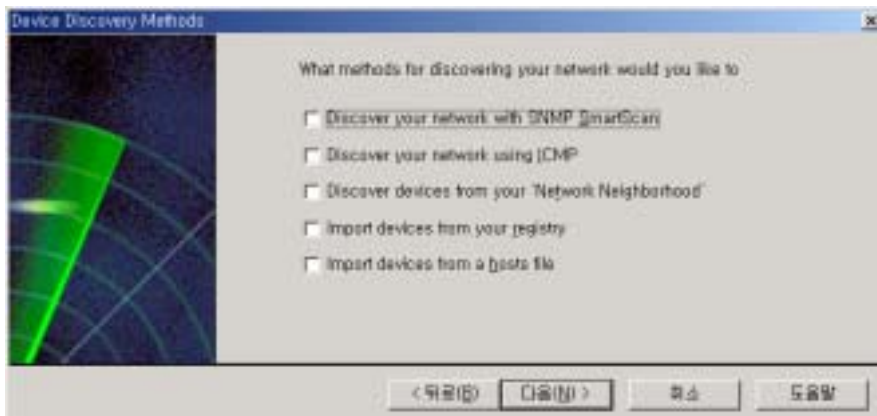 Device Discovery Methods
What methods for discovering your network would you like to
Discover your network with SNMP SmartScan
Discover your network using ICMP
Discover devices from your 'Network Neighborhood'
Import devices from your registry
Import devices from a hosts file
< 뒤로(B) 다음(N) > 취소 도움말